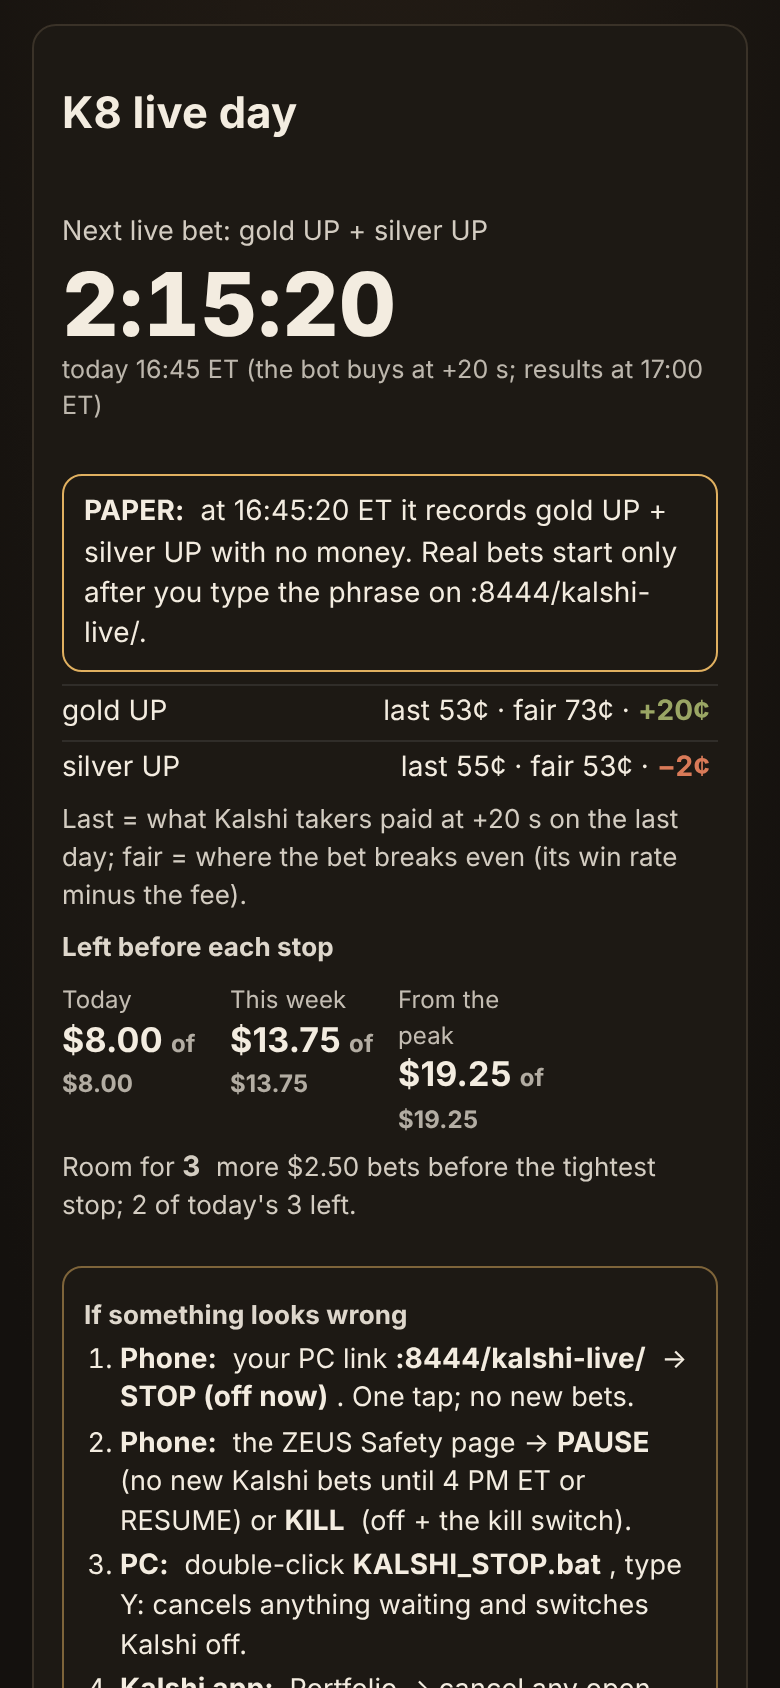 K8 live day
Next live bet: gold UP + silver UP
2:15:20
today 16:45 ET (the bot buys at +20 s; results at 17:00
ET)
PAPER: at 16:45:20 ET it records gold UP +
silver UP with no money. Real bets start only
after you type the phrase on :8444/kalshi-
live/.
gold UP last 53¢ · fair 73¢ · +20¢
silver UP last 55¢ · fair 53¢ · −2¢
Last = what Kalshi takers paid at +20 s on the last
day; fair = where the bet breaks even (its win rate
minus the fee).
Left before each stop
Today
$8.00 of
$8.00
This week
$13.75 of
$13.75
From the
peak
$19.25 of
$19.25
Room for 3 more $2.50 bets before the tightest
stop; 2 of today's 3 left.
If something looks wrong
1. Phone: your PC link :8444/kalshi-live/ →
STOP (off now) . One tap; no new bets.
2. Phone: the ZEUS Safety page → PAUSE
(no new Kalshi bets until 4 PM ET or
RESUME) or KILL (off + the kill switch).
3. PC: double-click KALSHI_STOP.bat , type
Y: cancels anything waiting and switches
Kalshi off.
4. Kalshi app: Portfolio → cancel any open